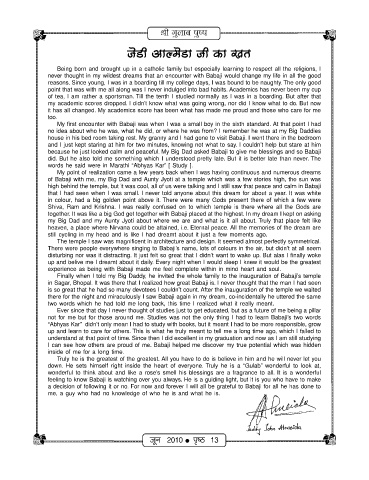 श्री गुलाब पुष्प
जेडी आल्मेडा जी का खत
Being born and brought up in a catholic family but especially learning to respect all the religions, I
never thought in my wildest dreams that an encounter with Babaji would change my life in all the good
reasons. Since young, I was in a boarding till my college days, I was bound to be naughty. The only good
point that was with me all along was I never indulged into bad habits. Academics has never been my cup
of tea, I am rather a sportsman. Till the tenth I studied normally as I was in a boarding. But after that
my academic scores dropped. I didn't know what was going wrong, nor did I know what to do. But now
it has all changed. My academics score has been what has made me proud and those who care for me
too.
My first encounter with Babaji was when I was a small boy in the sixth standard. At that point I had
no idea about who he was, what he did, or where he was from? I remember he was at my Big Daddies
house in his bed room taking rest. My granny and I had gone to visit Babaji. I went there in the bedroom
and I just kept staring at him for two minutes, knowing not what to say. I couldn't help but stare at him
because he just looked calm and peaceful. My Big Dad asked Babaji to give me blessings and so Babaji
did. But he also told me something which I understood pretty late. But it is better late than never. The
words he said were in Marathi "Abhyas Kar" [ Study ].
My point of realization came a few years back when I was having continuous and numerous dreams
of Babaji with me, my Big Dad and Aunty Jyoti at a temple which was a few stories high, the sun was
high behind the temple, but it was cool, all of us were talking and I still saw that peace and calm in Babaji
that I had seen when I was small. I never told anyone about this dream for about a year. It was white
in colour, had a big golden point above it. There were many Gods present there of which a few were
Shiva, Ram and Krishna. I was really confused on to which temple is there where all the Gods are
together. It was like a big God get together with Babaji placed at the highest. In my dream I kept on asking
my Big Dad and my Aunty Jyoti about where we are and what is it all about. Truly that place felt like
heaven, a place where Nirvana could be attained, i.e. Eternal peace. All the memories of the dream are
still cycling in my head and is like I had dreamt about it just a few moments ago.
The temple I saw was magnificent in architecture and design. It seemed almost perfectly symmetrical.
There were people everywhere singing to Babaji's name, lots of colours in the air, but didn't at all seem
disturbing nor was it distracting. It just felt so great that I didn't want to wake up. But alas I finally woke
up and believe me I dreamt about it daily. Every night when I would sleep I knew it would be the greatest
experience as being with Babaji made me feel complete within in mind heart and soul.
Finally when I told my Big Daddy, he invited the whole family to the inauguration of Babaji's temple
in Sagar, Bhopal. It was there that I realized how great Babaji is. I never thought that the man I had seen
is so great that he had so many devotees I couldn't count. After the inauguration of the temple we waited
there for the night and miraculously I saw Babaji again in my dream, co-incidentally he uttered the same
two words which he had told me long back, this time I realized what it really meant.
Ever since that day I never thought of studies just to get educated, but as a future of me being a pillar
not for me but for those around me. Studies was not the only thing I had to learn Babaji's two words
"Abhyas Kar" didn't only mean I had to study with books, but it meant I had to be more responsible, grow
up and learn to care for others. This is what he truly meant to tell me a long time ago, which I failed to
understand at that point of time. Since then I did excellent in my graduation and now as I am still studying
I can see how others are proud of me. Babaji helped me discover my true potential which was hidden
inside of me for a long time.
Truly he is the greatest of the greatest. All you have to do is believe in him and he will never let you
down. He sets himself right inside the heart of everyone. Truly he is a "Gulab" wonderful to look at,
wonderful to think about and like a rose's smell his blessings are a fragrance to all. It is a wonderful
feeling to know Babaji is watching over you always. He is a guiding light, but it is you who have to make
a decision of following it or no. For now and forever I will all be grateful to Babaji for all he has done to
me, a guy who had no knowledge of who he is and what he is.
जून 2010 ● पृष्ठ 13